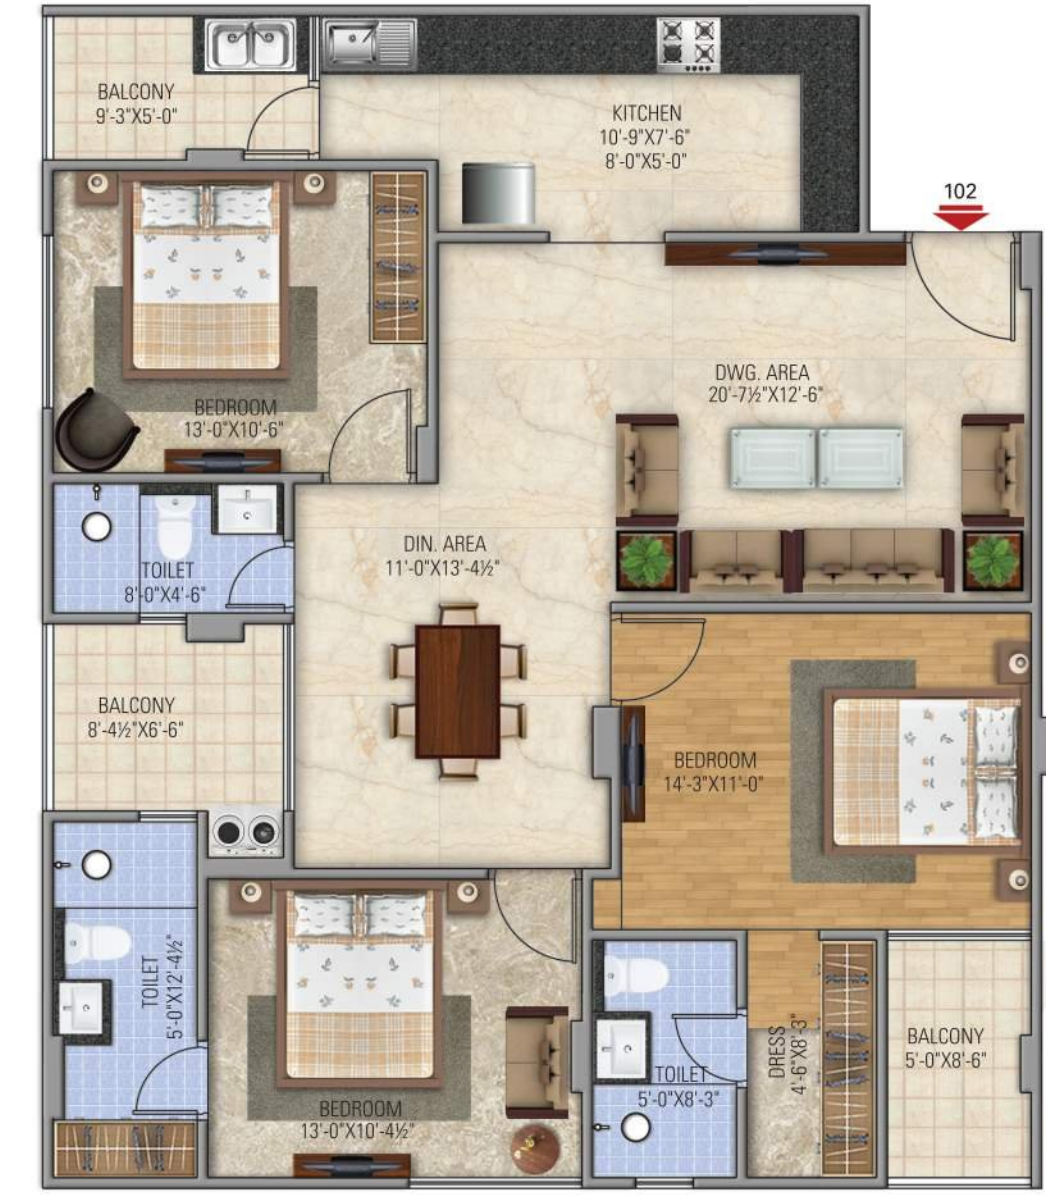 BALCONY
9'-3"X5'-0"
KITCHEN
10'-9"X7'-6"
8'-0"X5'-0"
102
DWG. AREA
20'-7½"X12'-6"
BEDROOM
13'-0"X10'-6"
DIN. AREA
11'-0"X13'-4½"
TOILET
8'-0"X4'-6"
BALCONY
8'-4½"X6'-6"
BEDROOM
14'-3"X11'-0"
TOILET
5'-0"X12'-4½"
BEDROOM
13'-0"X10'-4½"
TOILET
5'-0"X8'-3"
DRESS
4'-6"X8'-3"
BALCONY
5'-0"X8'-6"